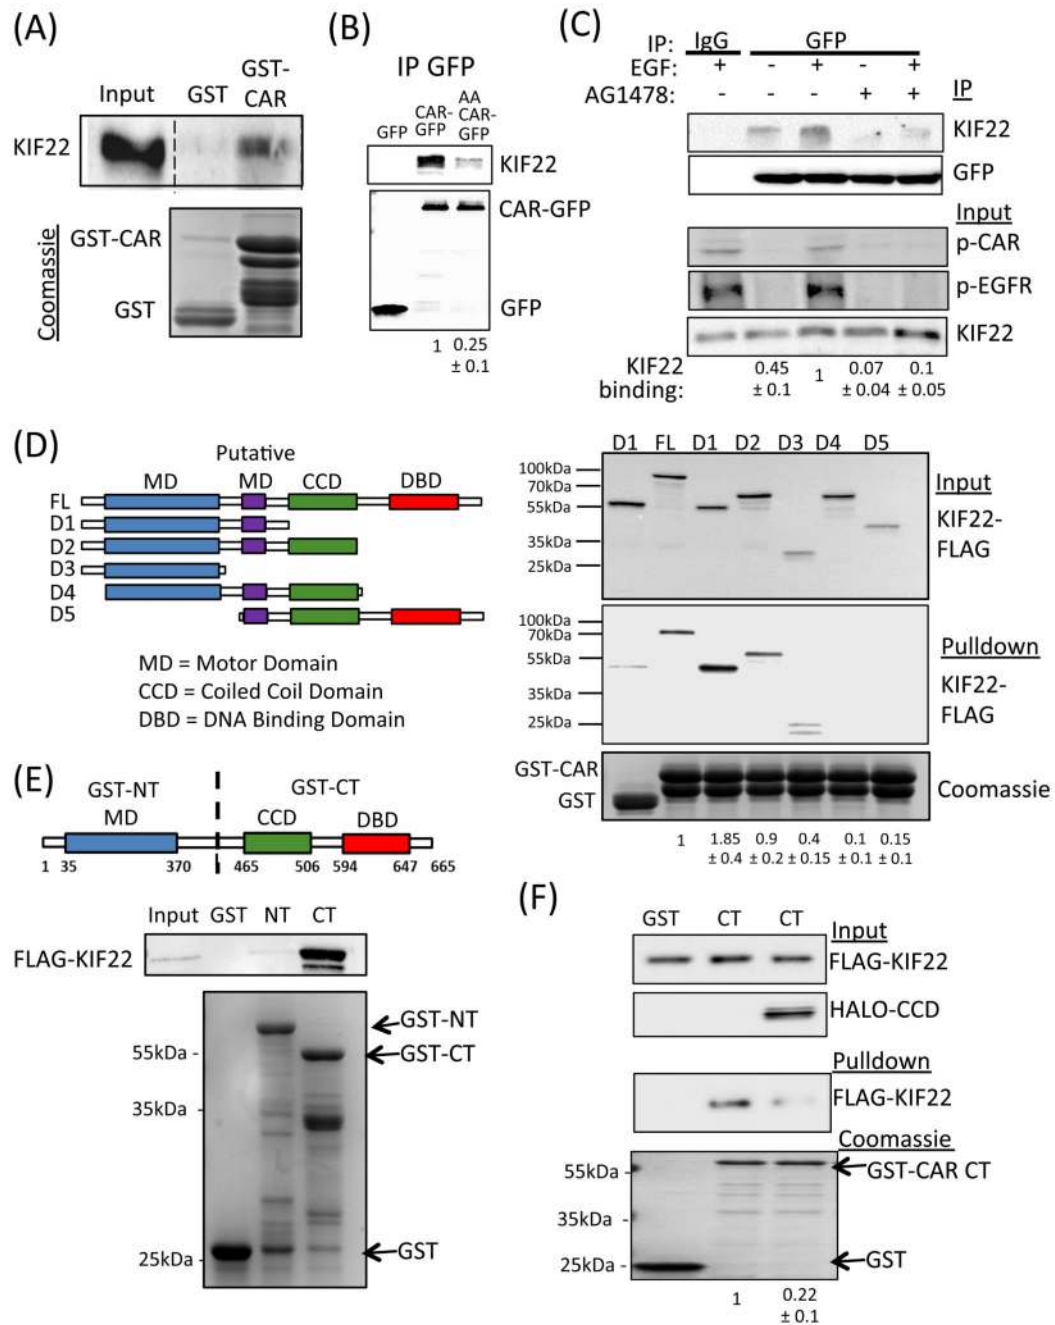 (A)
Input GST GST-CAR
KIF22
Coomassie
GST-CAR
GST
(B)
IP GFP
GFP CAR-GFP AA CAR-GFP
KIF22
CAR-GFP
GFP
1 0.25 ± 0.1
(C)
IP: IgG GFP
EGF: + - + - +
AG1478: - - - + +
IP
KIF22
GFP
Input
p-CAR
p-EGFR
KIF22
KIF22 binding: 0.45 ± 0.1 1 0.07 ± 0.04 0.1 ± 0.05
(D)
Putative
MD MD CCD DBD
FL
D1
D2
D3
D4
D5
MD = Motor Domain
CCD = Coiled Coil Domain
DBD = DNA Binding Domain
D1 FL D1 D2 D3 D4 D5
100kDa
70kDa
55kDa
35kDa
25kDa
Input
KIF22-
FLAG
100kDa
70kDa
55kDa
35kDa
25kDa
Pulldown
KIF22-
FLAG
GST-CAR
GST
Coomassie
1 1.85 ± 0.4 0.9 ± 0.2 0.4 ± 0.15 0.1 ± 0.1 0.15 ± 0.1
(E)
GST-NT GST-CT
MD CCD DBD
1 35 370 465 506 594 647 665
Input GST NT CT
FLAG-KIF22
GST-NT
55kDa -
GST-CT
35kDa -
25kDa -
GST
(F)
GST CT CT
Input
FLAG-KIF22
HALO-CCD
Pulldown
FLAG-KIF22
Coomassie
55kDa -
GST-CAR CT
35kDa -
25kDa -
GST
1 0.22 ± 0.1